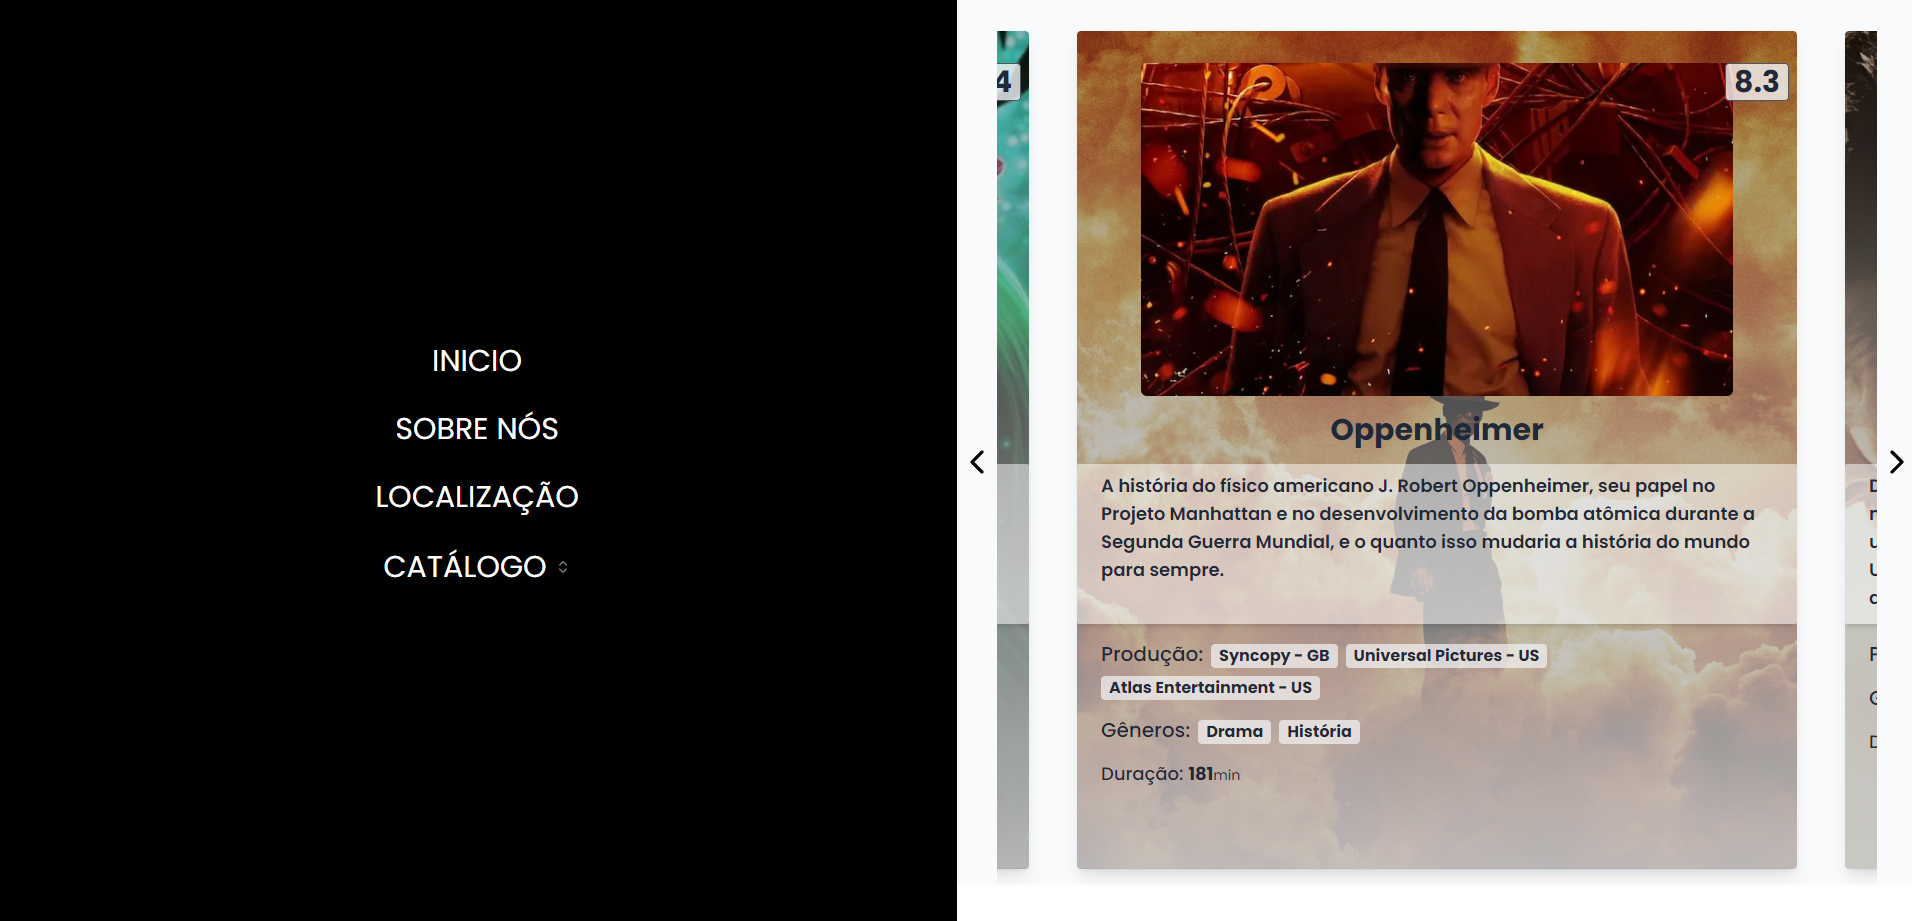 INICIO
SOBRE NÓS
LOCALIZAÇÃO
CATÁLOGO
4
8.3
Oppenheimer
A história do físico americano J. Robert Oppenheimer, seu papel no
Projeto Manhattan e no desenvolvimento da bomba atômica durante a
Segunda Guerra Mundial, e o quanto isso mudaria a história do mundo
para sempre.
Produção: Syncopy - GB Universal Pictures - US
Atlas Entertainment - US
Gêneros: Drama História
Duração: 181min